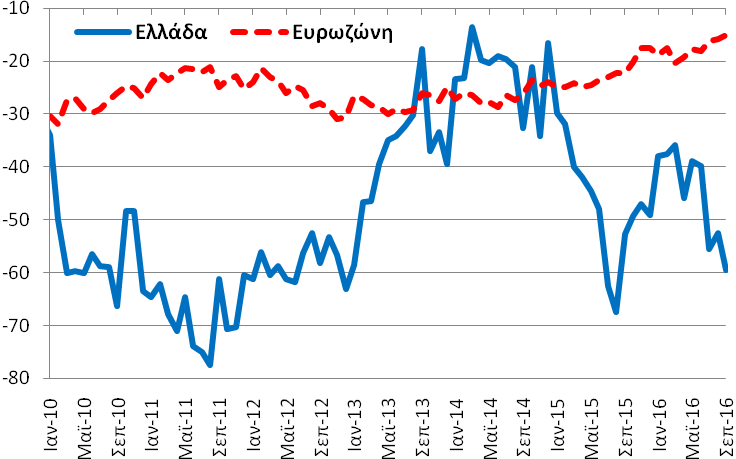 -10
Ελλάδα Ευρωζώνη
-20
-30
-40
-50
-60
-70
-80
Ιαν-10
Μαϊ-10
Σεπ-10
Ιαν-11
Μαϊ-11
Σεπ-11
Ιαν-12
Μαϊ-12
Σεπ-12
Ιαν-13
Μαϊ-13
Σεπ-13
Ιαν-14
Μαϊ-14
Σεπ-14
Ιαν-15
Μαϊ-15
Σεπ-15
Ιαν-16
Μαϊ-16
Σεπ-16